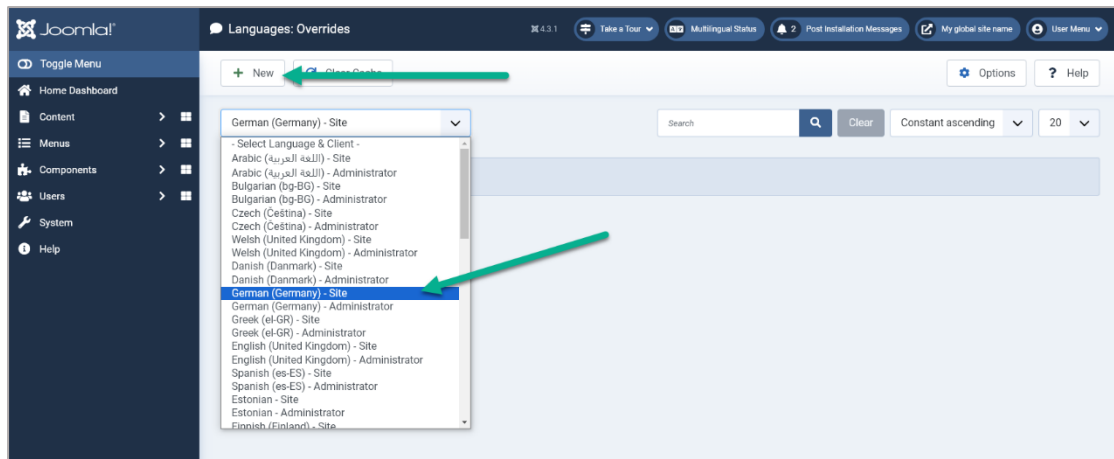 Joomla!®
Languages: Overrides
4.3.1
Take a Tour
Multilingual Status
2 Post Installation Messages
My global site name
User Menu
Toggle Menu
Home Dashboard
Content
Menus
Components
Users
System
Help
+ New
Clear Cache
Options
? Help
German (Germany) - Site
Search
Clear
Constant ascending
20
- Select Language & Client -
Arabic (اللغة العربية) - Site
Arabic (اللغة العربية) - Administrator
Bulgarian (bg-BG) - Site
Bulgarian (bg-BG) - Administrator
Czech (Čeština) - Site
Czech (Čeština) - Administrator
Welsh (United Kingdom) - Site
Welsh (United Kingdom) - Administrator
Danish (Danmark) - Site
Danish (Danmark) - Administrator
German (Germany) - Site
German (Germany) - Administrator
Greek (el-GR) - Site
Greek (el-GR) - Administrator
English (United Kingdom) - Site
English (United Kingdom) - Administrator
Spanish (es-ES) - Site
Spanish (es-ES) - Administrator
Estonian - Site
Estonian - Administrator
Finnish (Finland) - Site